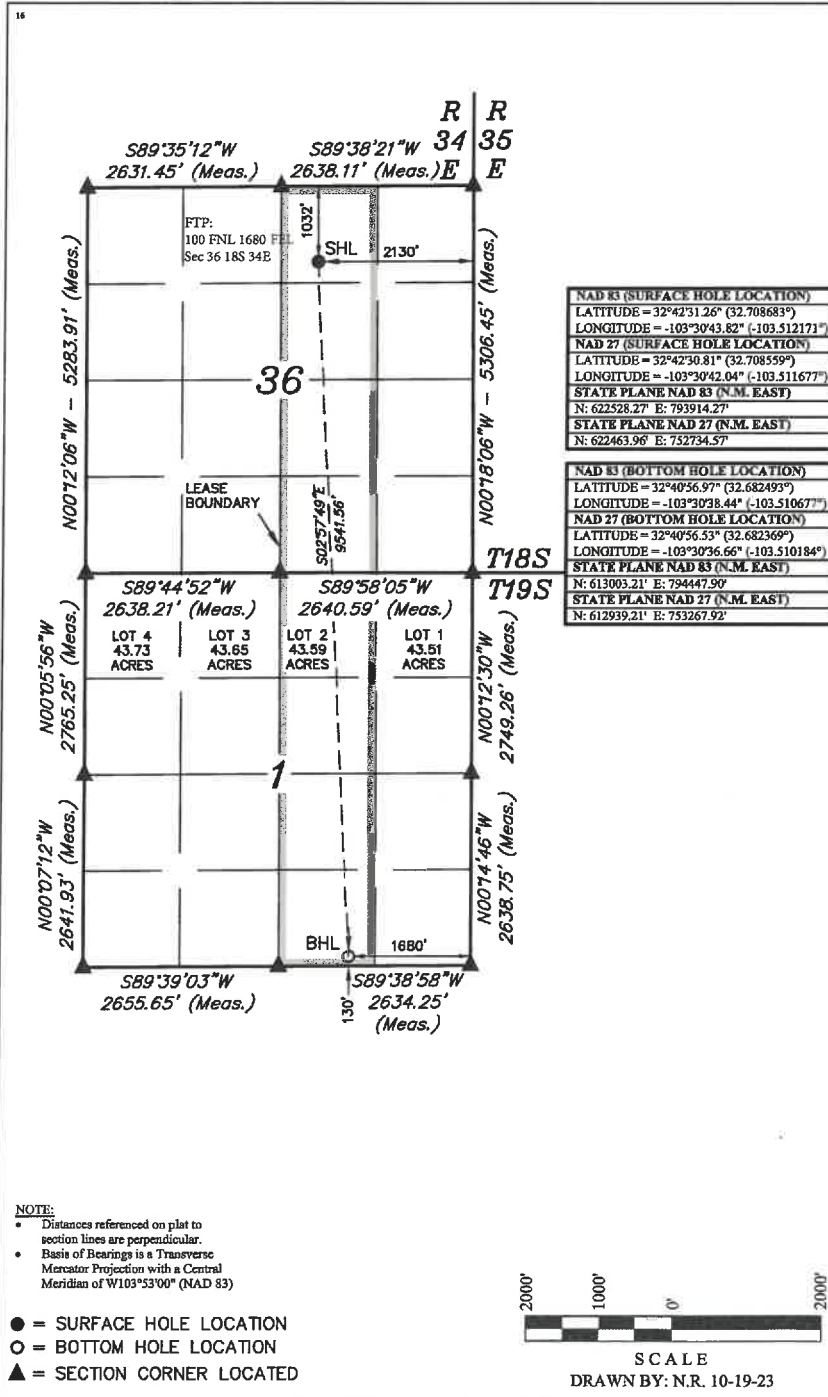 16
R R
34 35
E E
S89°35'12"W
2631.45' (Meas.)
S89°38'21"W
2638.11' (Meas.)
FTP:
100 FNL 1680 FEL
Sec 36 18S 34E
1032'
SHL
2130'
N00°12'06"W – 5283.91' (Meas.)
36
N00°18'06"W – 5306.45' (Meas.)
LEASE
BOUNDARY
S02°57'49"E
9541.56'
T18S
T19S
S89°44'52"W
2638.21' (Meas.)
S89°58'05"W
2640.59' (Meas.)
LOT 4
43.73
ACRES
LOT 3
43.65
ACRES
LOT 2
43.59
ACRES
LOT 1
43.51
ACRES
N00°05'56"W
2765.25' (Meas.)
N00°12'30"W
2749.26' (Meas.)
1
N00°07'12"W
2641.93' (Meas.)
N00°14'46"W
2638.75' (Meas.)
BHL
1680'
130'
S89°39'03"W
2655.65' (Meas.)
S89°38'58"W
2634.25'
(Meas.)
NAD 83 (SURFACE HOLE LOCATION)
LATITUDE = 32°42'31.26" (32.708683°)
LONGITUDE = -103°30'43.82" (-103.512171°)
NAD 27 (SURFACE HOLE LOCATION)
LATITUDE = 32°42'30.81" (32.708559°)
LONGITUDE = -103°30'42.04" (-103.511677°)
STATE PLANE NAD 83 (N.M. EAST)
N: 622528.27' E: 793914.27'
STATE PLANE NAD 27 (N.M. EAST)
N: 622463.96' E: 752734.57'
NAD 83 (BOTTOM HOLE LOCATION)
LATITUDE = 32°40'56.97" (32.682493°)
LONGITUDE = -103°30'38.44" (-103.510677°)
NAD 27 (BOTTOM HOLE LOCATION)
LATITUDE = 32°40'56.53" (32.682369°)
LONGITUDE = -103°30'36.66" (-103.510184°)
STATE PLANE NAD 83 (N.M. EAST)
N: 613003.21' E: 794447.90'
STATE PLANE NAD 27 (N.M. EAST)
N: 612939.21' E: 753267.92'
NOTE:
• Distances referenced on plat to
section lines are perpendicular.
• Basis of Bearings is a Transverse
Mercator Projection with a Central
Meridian of W103°53'00" (NAD 83)
● = SURFACE HOLE LOCATION
○ = BOTTOM HOLE LOCATION
▲ = SECTION CORNER LOCATED
2000' 1000' 0' 2000'
SCALE
DRAWN BY: N.R. 10-19-23